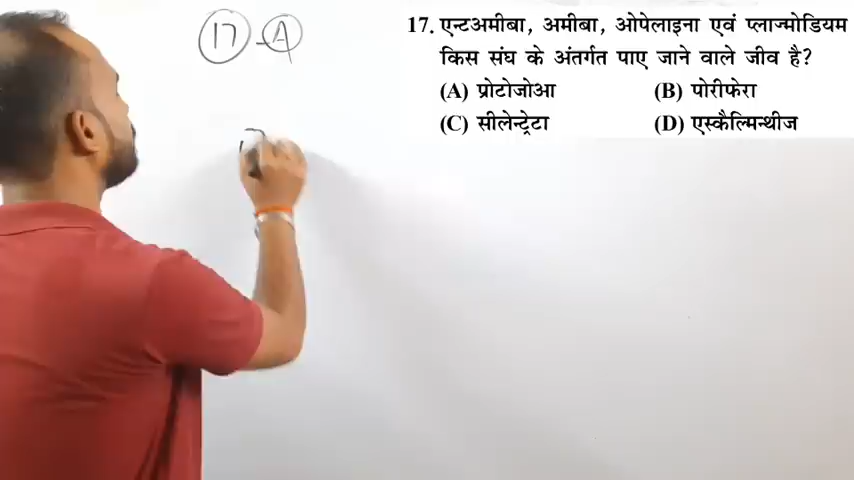 17 - A
17. एन्टअमीबा, अमीबा, ओपेलाइना एवं प्लाज्मोडियम
किस संघ के अंतर्गत पाए जाने वाले जीव है?
(A) प्रोटोजोआ (B) पोरीफेरा
(C) सीलेन्ट्रेटा (D) एस्कैल्मिन्थीज